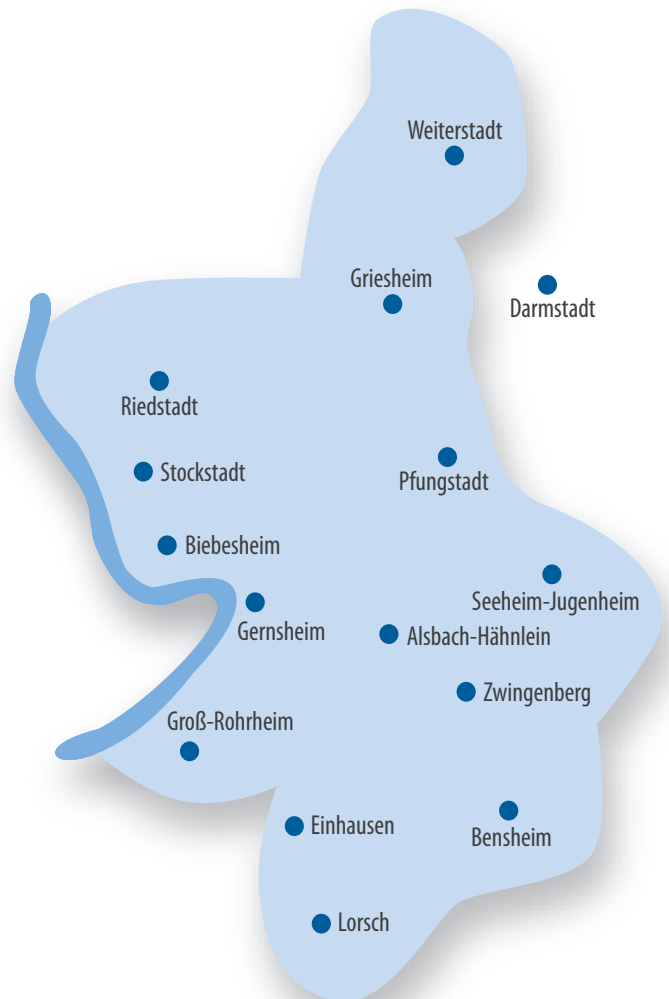 Weiterstadt
Griesheim
Darmstadt
Riedstadt
Stockstadt
Pfungstadt
Biebesheim
Seeheim-Jugenheim
Gernsheim
Alsbach-Hähnlein
Zwingenberg
Groß-Rohrheim
Einhausen
Bensheim
Lorsch